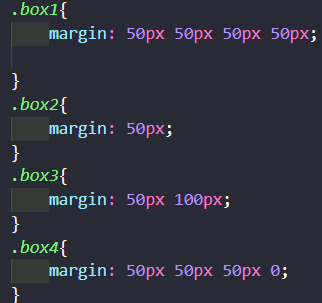 .box1{
margin: 50px 50px 50px 50px;
}
.box2{
margin: 50px;
}
.box3{
margin: 50px 100px;
}
.box4{
margin: 50px 50px 50px 0;
}